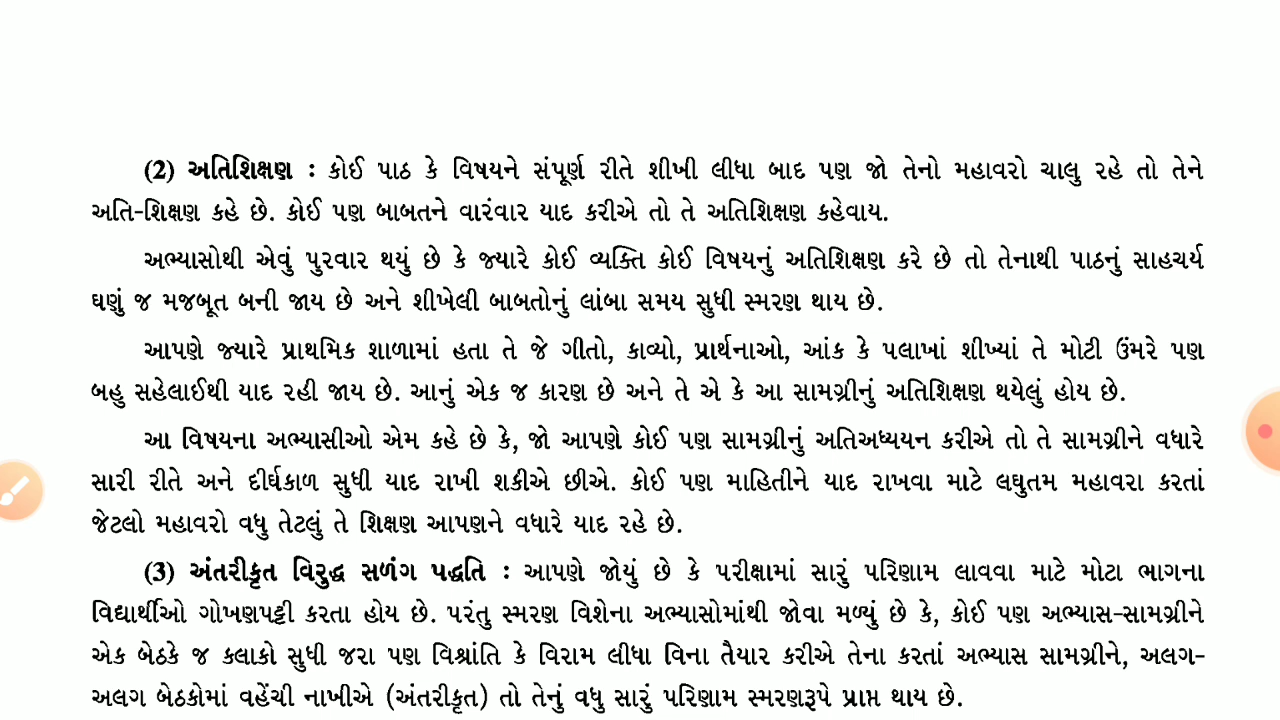 (2) અતિશિક્ષણ : કોઈ પાઠ કે વિષયને સંપૂર્ણ રીતે શીખી લીધા બાદ પણ જો તેનો મહાવરો ચાલુ રહે તો તેને
અતિ-શિક્ષણ કહે છે. કોઈ પણ બાબતને વારંવાર યાદ કરીએ તો તે અતિશિક્ષણ કહેવાય.
અભ્યાસોથી એવું પુરવાર થયું છે કે જ્યારે કોઈ વ્યક્તિ કોઈ વિષયનું અતિશિક્ષણ કરે છે તો તેનાથી પાઠનું સાહચર્ય
ઘણું જ મજબૂત બની જાય છે અને શીખેલી બાબતોનું લાંબા સમય સુધી સ્મરણ થાય છે.
આપણે જ્યારે પ્રાથમિક શાળામાં હતા તે જે ગીતો, કાવ્યો, પ્રાર્થનાઓ, આંક કે પલાખાં શીખ્યાં તે મોટી ઉંમરે પણ
બહુ સહેલાઈથી યાદ રહી જાય છે. આનું એક જ કારણ છે અને તે એ કે આ સામગ્રીનું અતિશિક્ષણ થયેલું હોય છે.
આ વિષયના અભ્યાસીઓ એમ કહે છે કે, જો આપણે કોઈ પણ સામગ્રીનું અતિઅધ્યયન કરીએ તો તે સામગ્રીને વધારે
સારી રીતે અને દીર્ઘકાળ સુધી યાદ રાખી શકીએ છીએ. કોઈ પણ માહિતીને યાદ રાખવા માટે લઘુતમ મહાવરા કરતાં
જેટલો મહાવરો વધુ તેટલું તે શિક્ષણ આપણને વધારે યાદ રહે છે.
(3) અંતરીકૃત વિરુદ્ધ સળંગ પદ્ધતિ : આપણે જોયું છે કે પરીક્ષામાં સારું પરિણામ લાવવા માટે મોટા ભાગના
વિદ્યાર્થીઓ ગોખણપટ્ટી કરતા હોય છે. પરંતુ સ્મરણ વિશેના અભ્યાસોમાંથી જોવા મળ્યું છે કે, કોઈ પણ અભ્યાસ-સામગ્રીને
એક બેઠકે જ કલાકો સુધી જરા પણ વિશ્રાંતિ કે વિરામ લીધા વિના તૈયાર કરીએ તેના કરતાં અભ્યાસ સામગ્રીને, અલગ-
અલગ બેઠકોમાં વહેંચી નાખીએ (અંતરીકૃત) તો તેનું વધુ સારું પરિણામ સ્મરણરૂપે પ્રાપ્ત થાય છે.